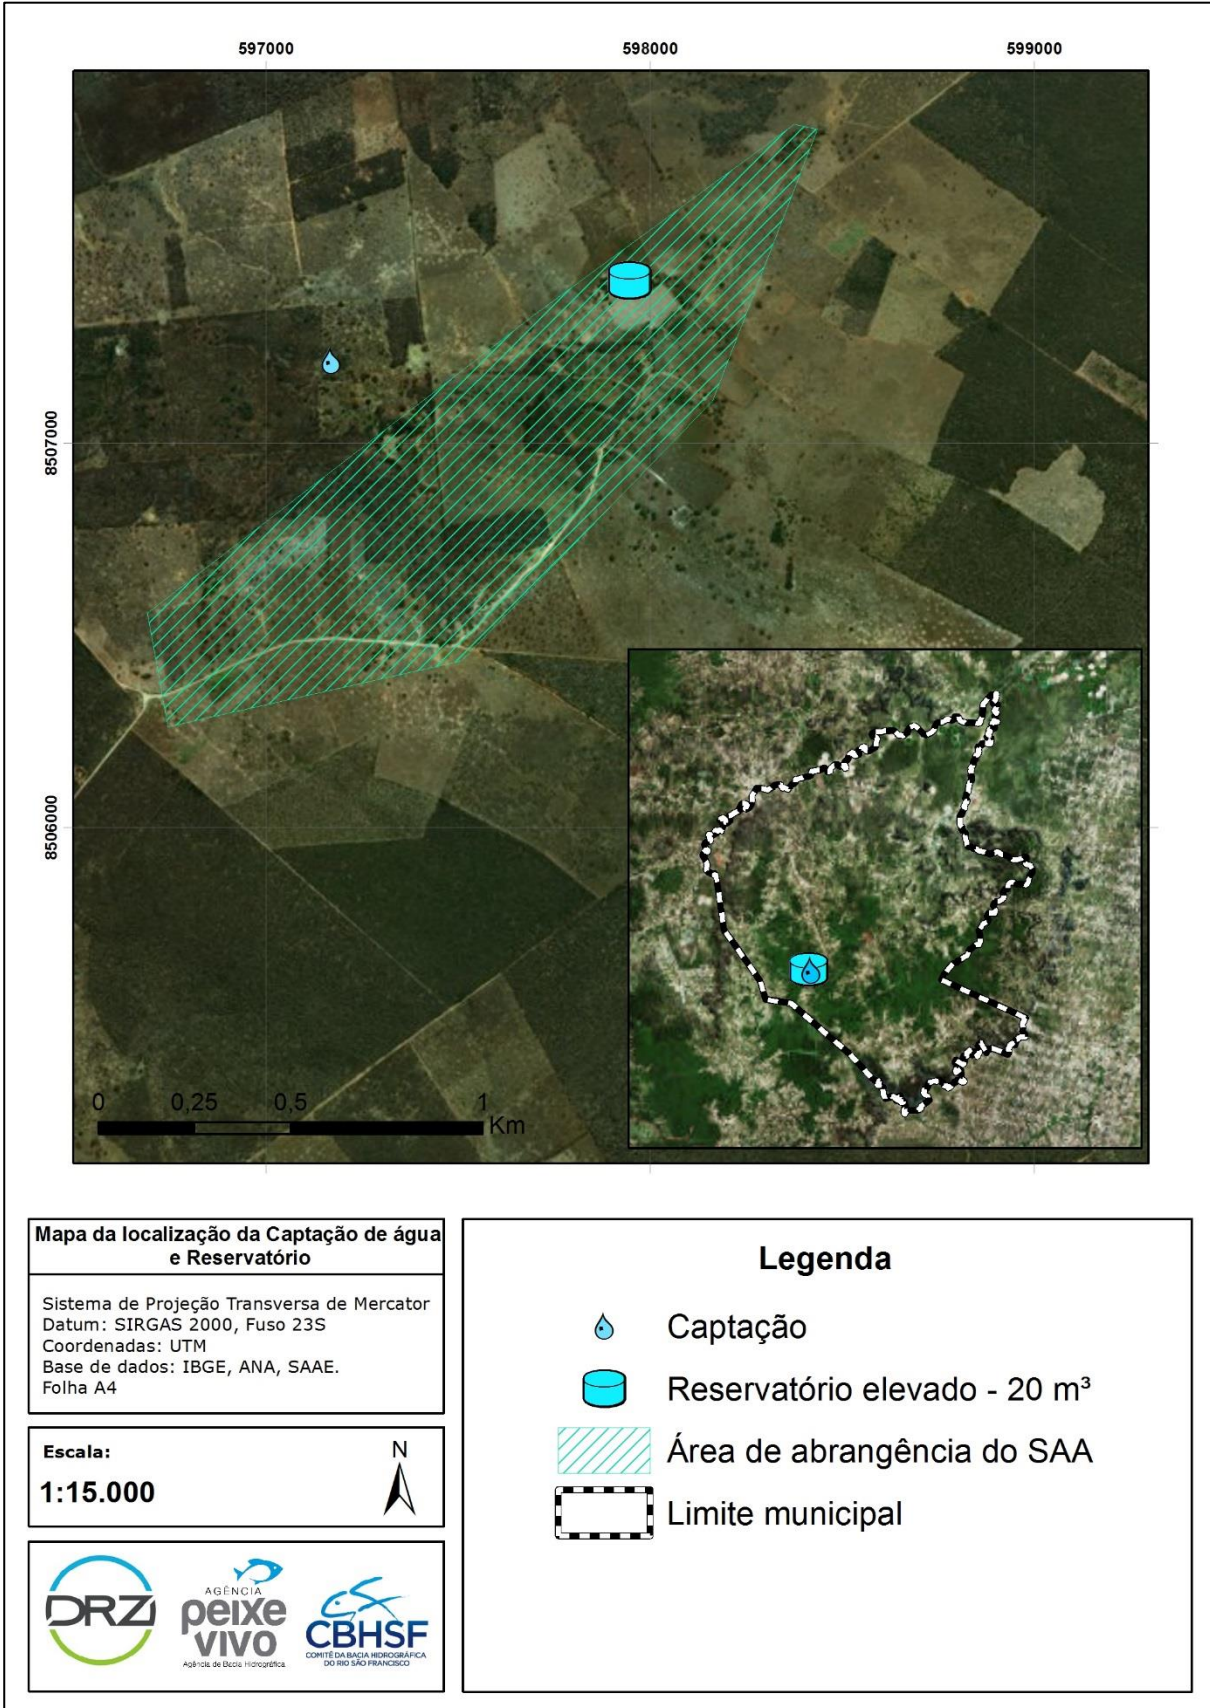 597000
598000
599000
8507000
8506000
0
0,25
0,5
1
Km
Mapa da localização da Captação de água
e Reservatório
Sistema de Projeção Transversa de Mercator
Datum: SIRGAS 2000, Fuso 23S
Coordenadas: UTM
Base de dados: IBGE, ANA, SAAE.
Folha A4
Escala:
1:15.000
N
DRZ
AGÊNCIA
peixe
VIVO
Agência de Bacia Hidrográfica
CBHSF
COMITÊ DA BACIA HIDROGRÁFICA
DO RIO SÃO FRANCISCO
Legenda
Captação
Reservatório elevado - 20 m³
Área de abrangência do SAA
Limite municipal